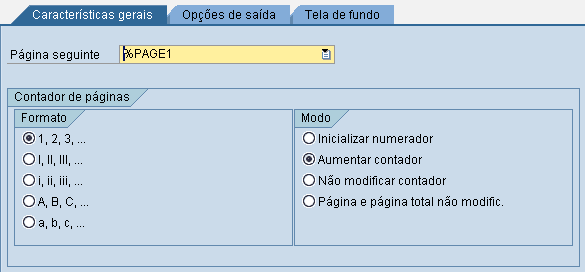 Características gerais Opções de saída Tela de fundo
Página seguinte %PAGE1
Contador de páginas
Formato
1, 2, 3, ...
I, II, III, ...
i, ii, iii, ...
A, B, C, ...
a, b, c, ...
Modo
Inicializar numerador
Aumentar contador
Não modificar contador
Página e página total não modific.